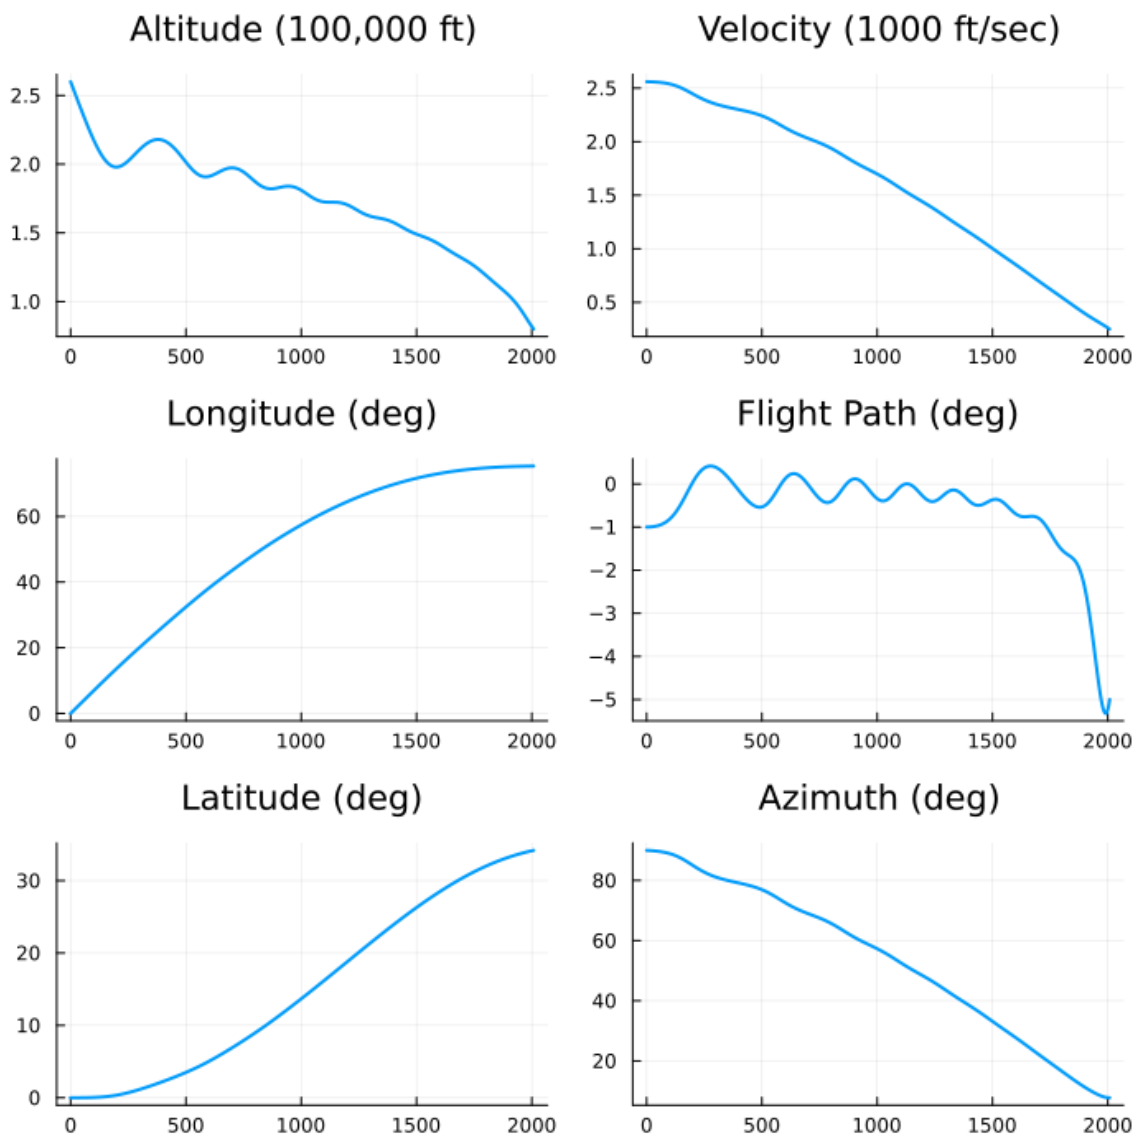 Altitude (100,000 ft)
2.5
2.0
1.5
1.0
0 500 1000 1500 2000
Velocity (1000 ft/sec)
2.5
2.0
1.5
1.0
0.5
0 500 1000 1500 2000
Longitude (deg)
60
40
20
0
0 500 1000 1500 2000
Flight Path (deg)
0
−1
−2
−3
−4
−5
0 500 1000 1500 2000
Latitude (deg)
30
20
10
0
0 500 1000 1500 2000
Azimuth (deg)
80
60
40
20
0 500 1000 1500 2000